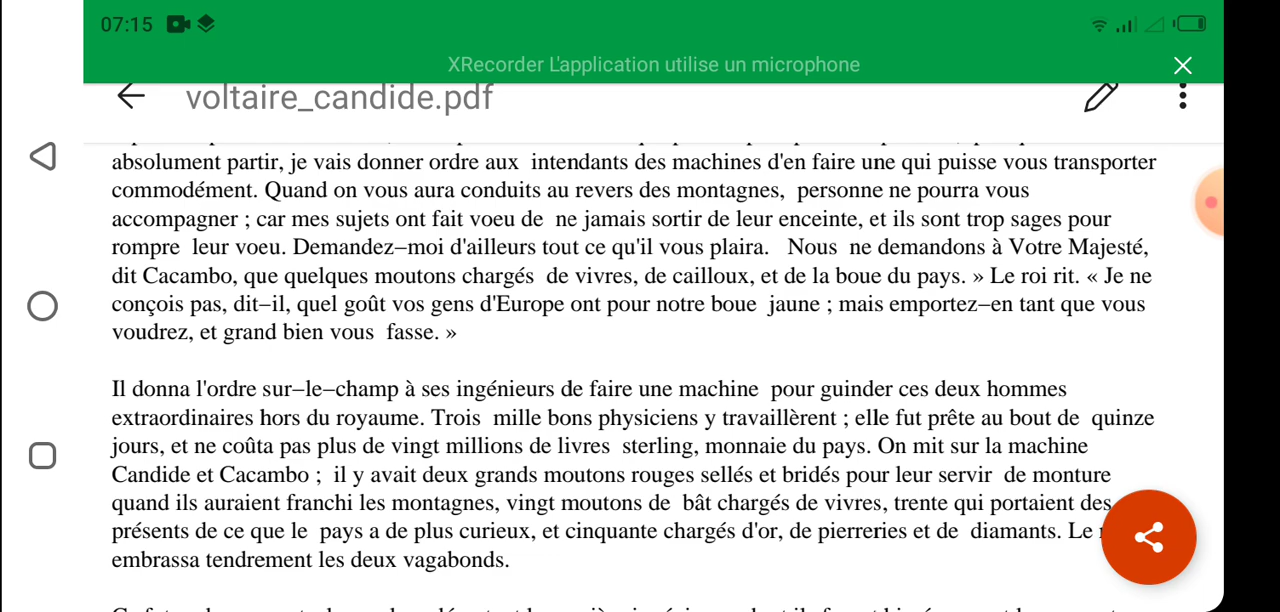 07:15
XRecorder L'application utilise un microphone
voltaire_candide.pdf
absolument partir, je vais donner ordre aux intendants des machines d'en faire une qui puisse vous transporter
commodément. Quand on vous aura conduits au revers des montagnes, personne ne pourra vous
accompagner ; car mes sujets ont fait voeu de ne jamais sortir de leur enceinte, et ils sont trop sages pour
rompre leur voeu. Demandez−moi d'ailleurs tout ce qu'il vous plaira. Nous ne demandons à Votre Majesté,
dit Cacambo, que quelques moutons chargés de vivres, de cailloux, et de la boue du pays. » Le roi rit. « Je ne
conçois pas, dit−il, quel goût vos gens d'Europe ont pour notre boue jaune ; mais emportez−en tant que vous
voudrez, et grand bien vous fasse. »
Il donna l'ordre sur−le−champ à ses ingénieurs de faire une machine pour guinder ces deux hommes
extraordinaires hors du royaume. Trois mille bons physiciens y travaillèrent ; elle fut prête au bout de quinze
jours, et ne coûta pas plus de vingt millions de livres sterling, monnaie du pays. On mit sur la machine
Candide et Cacambo ; il y avait deux grands moutons rouges sellés et bridés pour leur servir de monture
quand ils auraient franchi les montagnes, vingt moutons de bât chargés de vivres, trente qui portaient des
présents de ce que le pays a de plus curieux, et cinquante chargés d'or, de pierreries et de diamants. Le
embrassa tendrement les deux vagabonds.